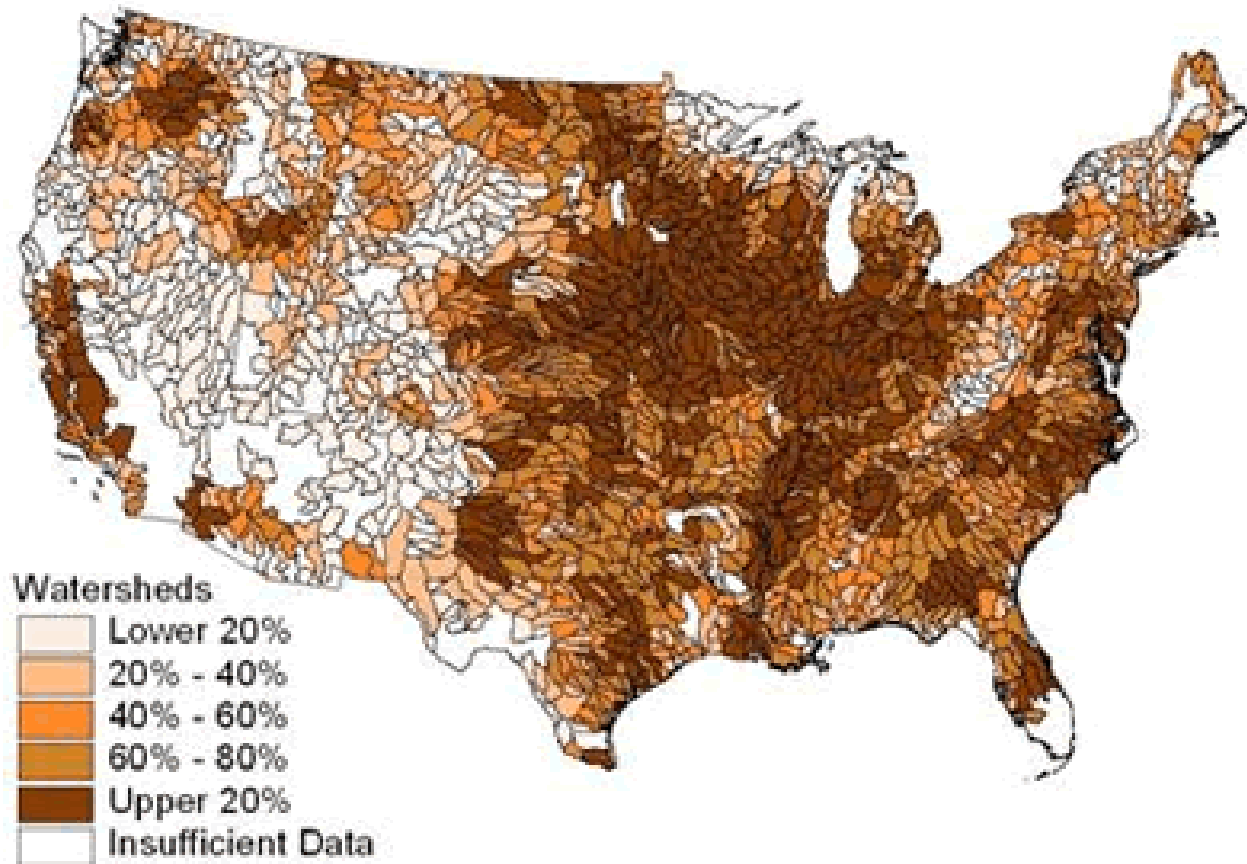 Watersheds
Lower 20%
20% - 40%
40% - 60%
60% - 80%
Upper 20%
Insufficient Data